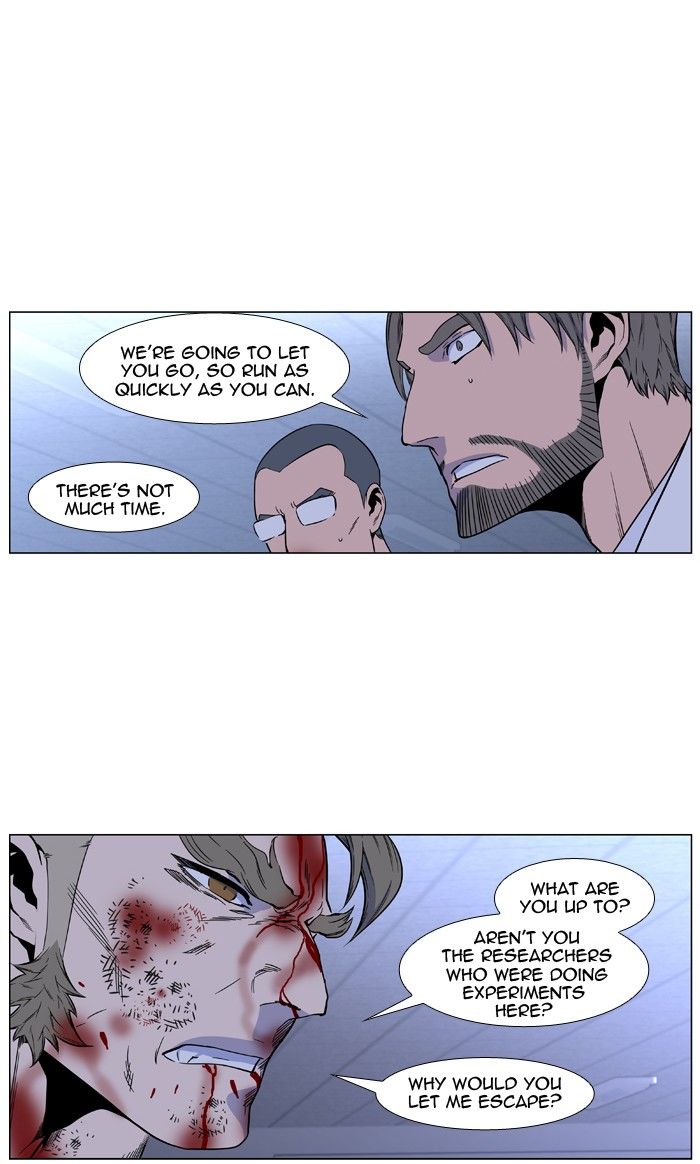 WE'RE GOING TO LET
YOU GO, SO RUN AS
QUICKLY AS YOU CAN.
THERE'S NOT
MUCH TIME.
WHAT ARE
YOU UP TO?
AREN'T YOU
THE RESEARCHERS
WHO WERE DOING
EXPERIMENTS
HERE?
WHY WOULD YOU
LET ME ESCAPE?